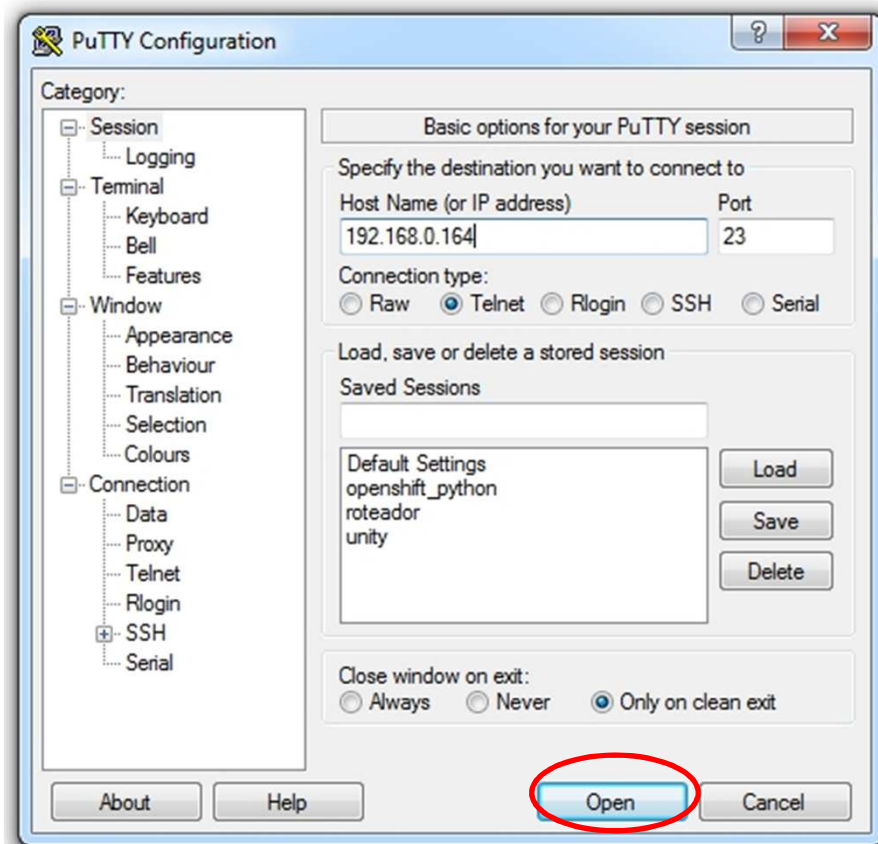 PuTTY Configuration
Category:
Session
Logging
Terminal
Keyboard
Bell
Features
Window
Appearance
Behaviour
Translation
Selection
Colours
Connection
Data
Proxy
Telnet
Rlogin
SSH
Serial
Basic options for your PuTTY session
Specify the destination you want to connect to
Host Name (or IP address) Port
192.168.0.164 23
Connection type:
Raw Telnet Rlogin SSH Serial
Load, save or delete a stored session
Saved Sessions
Default Settings
openshift_python
roteador
unity
Load
Save
Delete
Close window on exit:
Always Never Only on clean exit
About Help Open Cancel